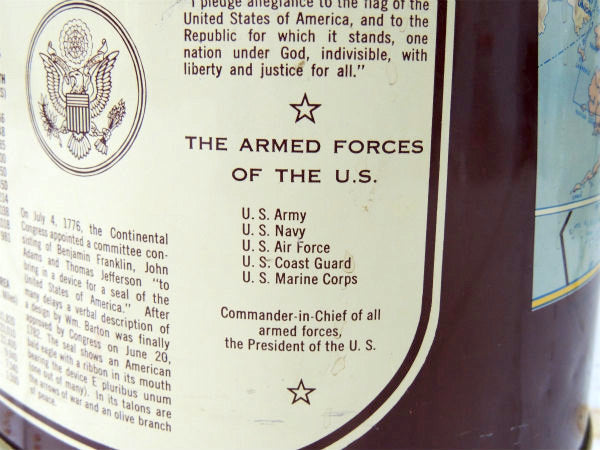 "I pledge allegiance to the flag of the
United States of America, and to the
Republic for which it stands, one
nation under God, indivisible, with
liberty and justice for all."
THE ARMED FORCES
OF THE U.S.
U. S. Army
U. S. Navy
U. S. Air Force
U. S. Coast Guard
U. S. Marine Corps
Commander-in-Chief of all
armed forces,
the President of the U. S.
On July 4, 1776, the Continental
Congress appointed a committee con-
sisting of Benjamin Franklin, John
Adams and Thomas Jefferson "to
bring in a device for a seal of the
United States of America." After
many delays a verbal description of
a design by Wm. Barton was finally
approved by Congress on June 20,
1782. The seal shows an American
bald eagle with a ribbon in its mouth
bearing the device E pluribus unum
(one out of many). In its talons are
the arrows of war and an olive branch
of peace.